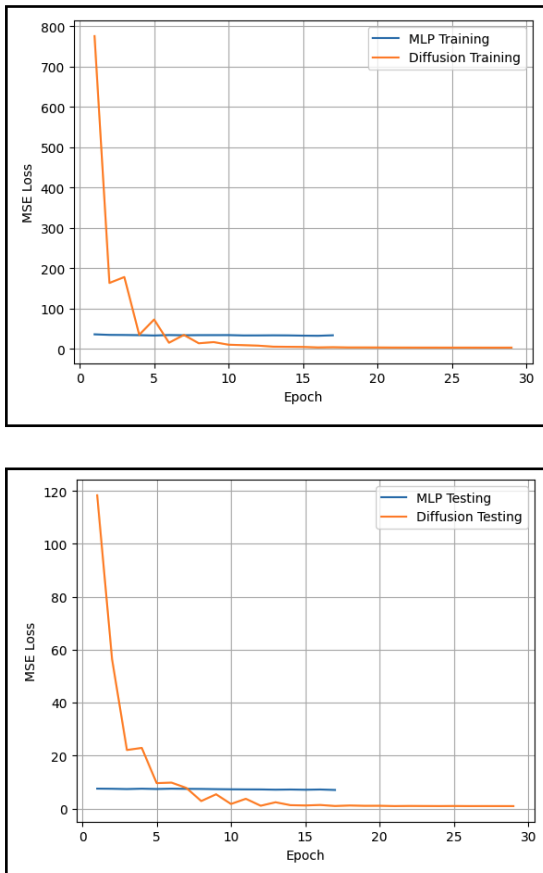 800
700
600
500
400
300
200
100
0
MSE Loss
MLP Training
Diffusion Training
0 5 10 15 20 25 30
Epoch
120
100
80
60
40
20
0
MSE Loss
MLP Testing
Diffusion Testing
0 5 10 15 20 25 30
Epoch